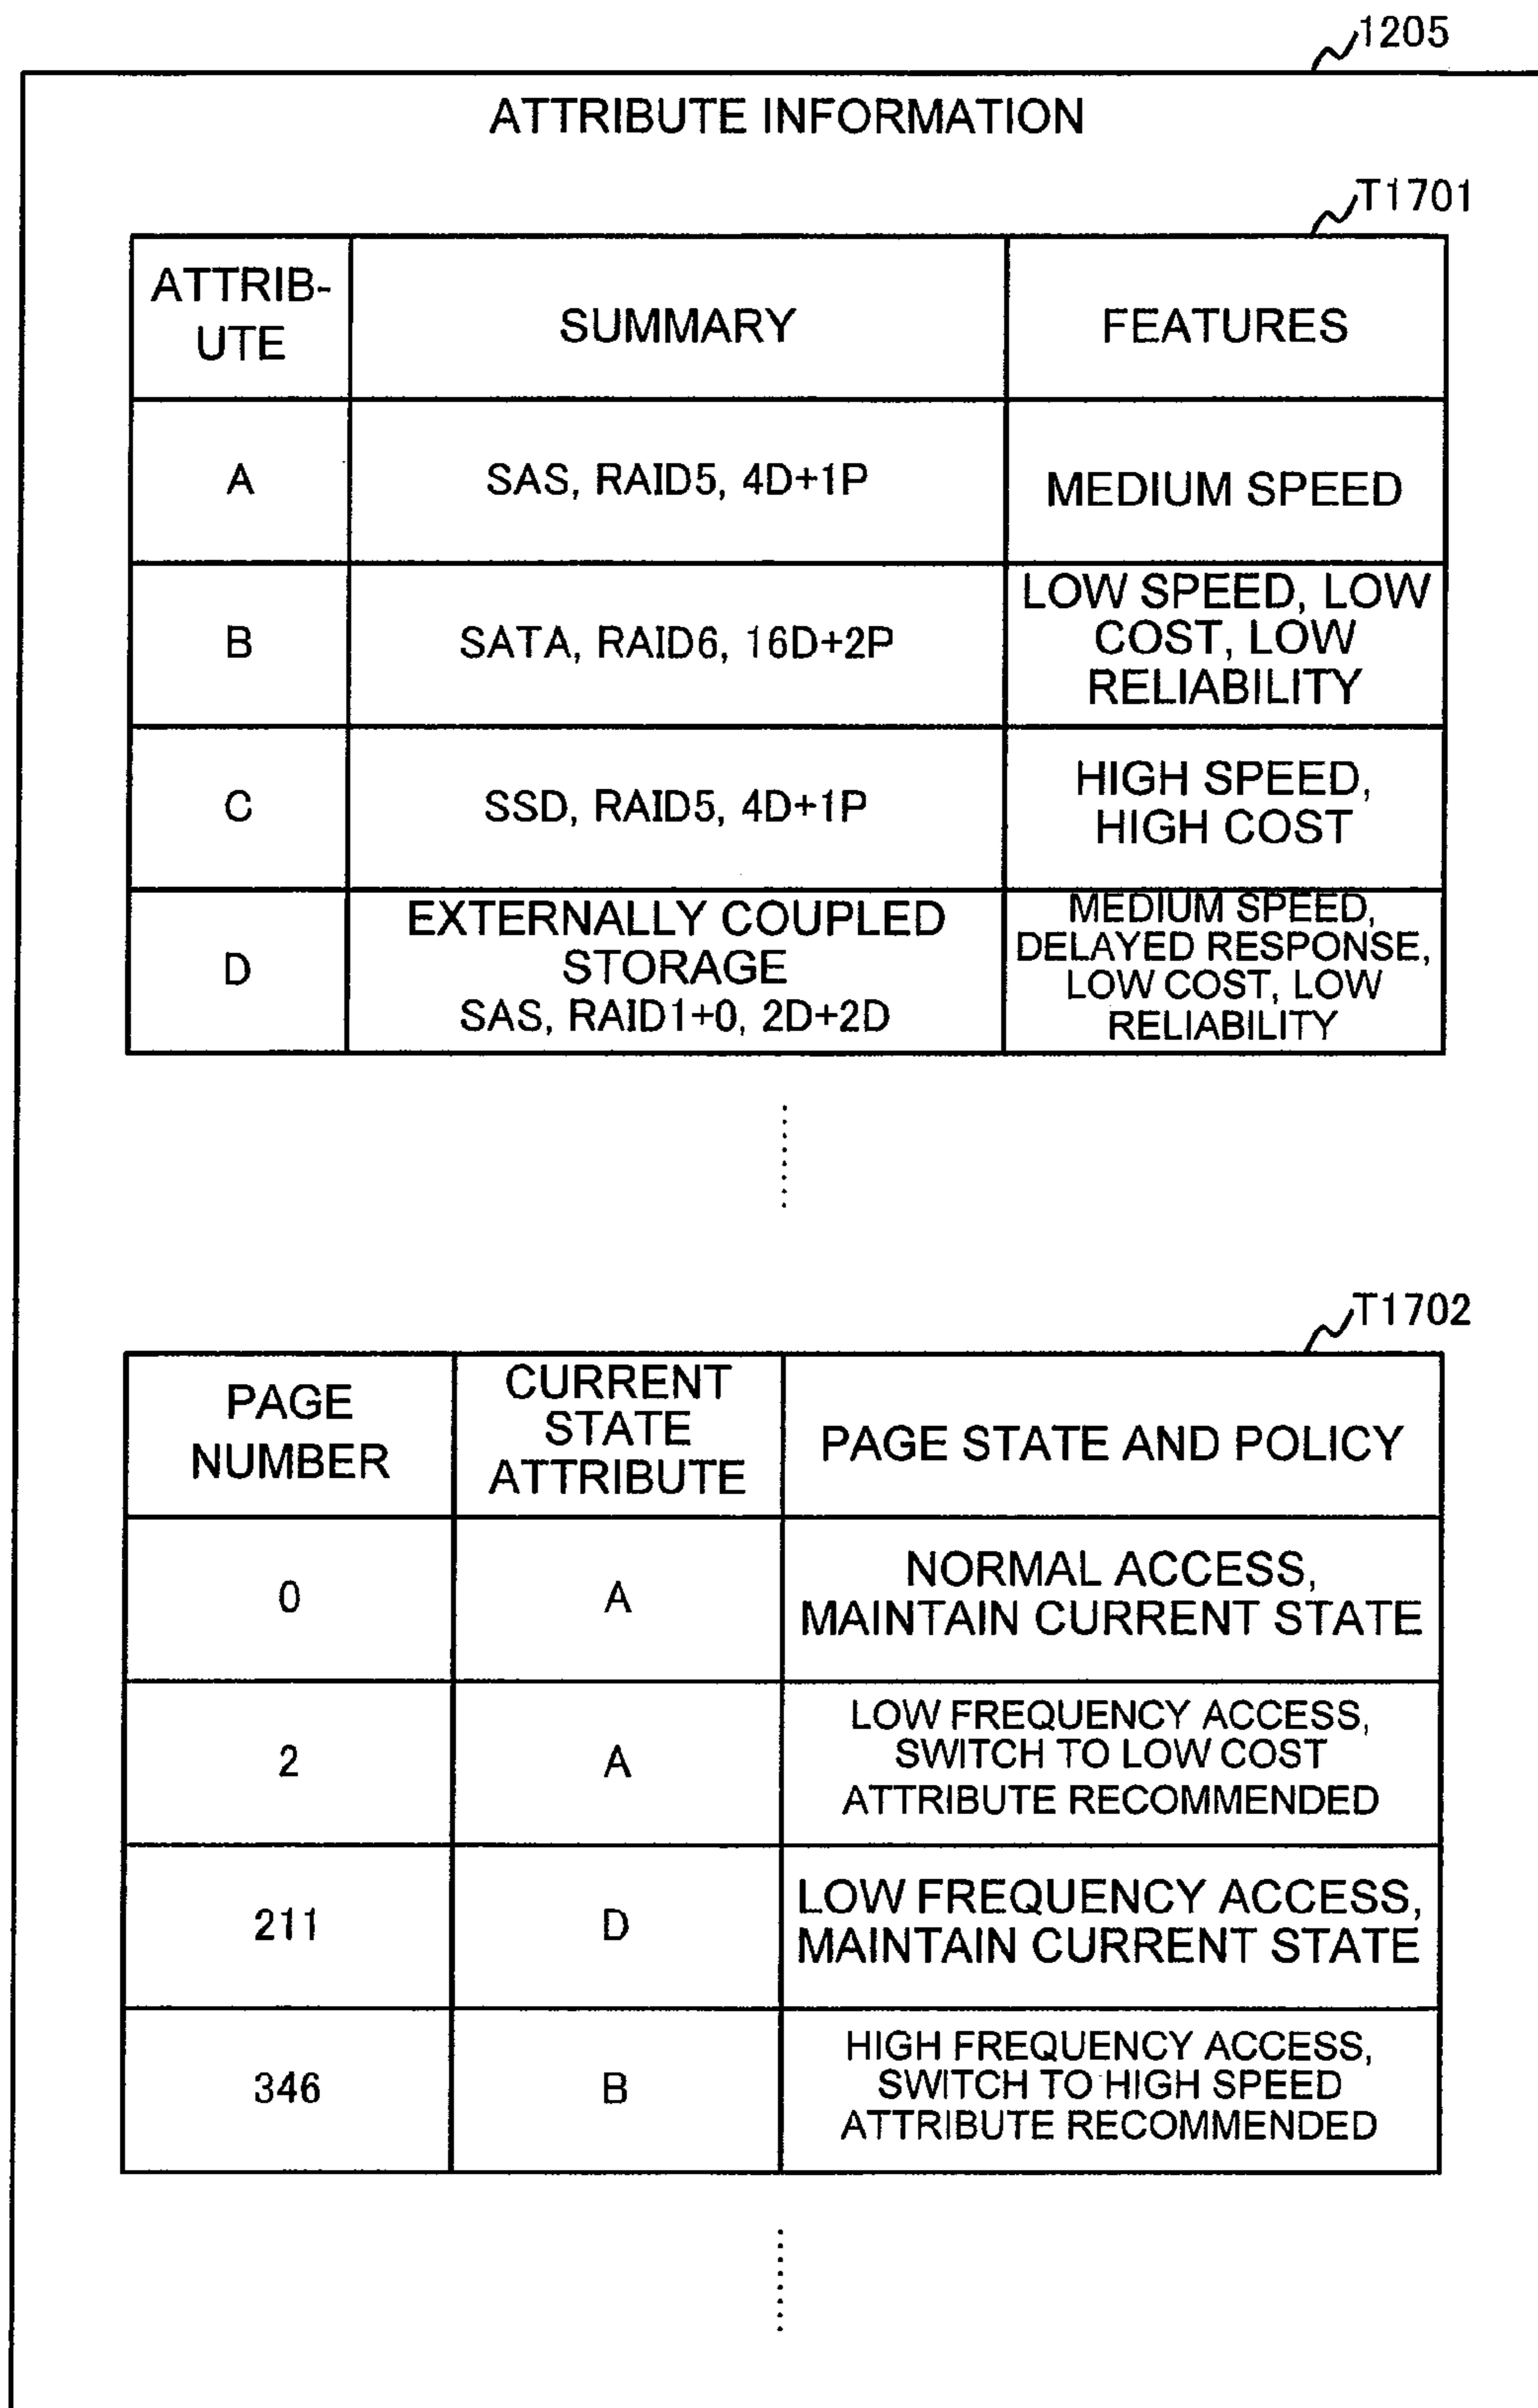 1205
ATTRIBUTE INFORMATION
T1701
ATTRIB-
UTE
SUMMARY
FEATURES
A
SAS, RAID5, 4D+1P
MEDIUM SPEED
B
SATA, RAID6, 16D+2P
LOW SPEED, LOW
COST, LOW
RELIABILITY
C
SSD, RAID5, 4D+1P
HIGH SPEED,
HIGH COST
D
EXTERNALLY COUPLED
STORAGE
SAS, RAID1+0, 2D+2D
MEDIUM SPEED,
DELAYED RESPONSE,
LOW COST, LOW
RELIABILITY
T1702
PAGE
NUMBER
CURRENT
STATE
ATTRIBUTE
PAGE STATE AND POLICY
0
A
NORMAL ACCESS,
MAINTAIN CURRENT STATE
2
A
LOW FREQUENCY ACCESS,
SWITCH TO LOW COST
ATTRIBUTE RECOMMENDED
211
D
LOW FREQUENCY ACCESS,
MAINTAIN CURRENT STATE
346
B
HIGH FREQUENCY ACCESS,
SWITCH TO HIGH SPEED
ATTRIBUTE RECOMMENDED